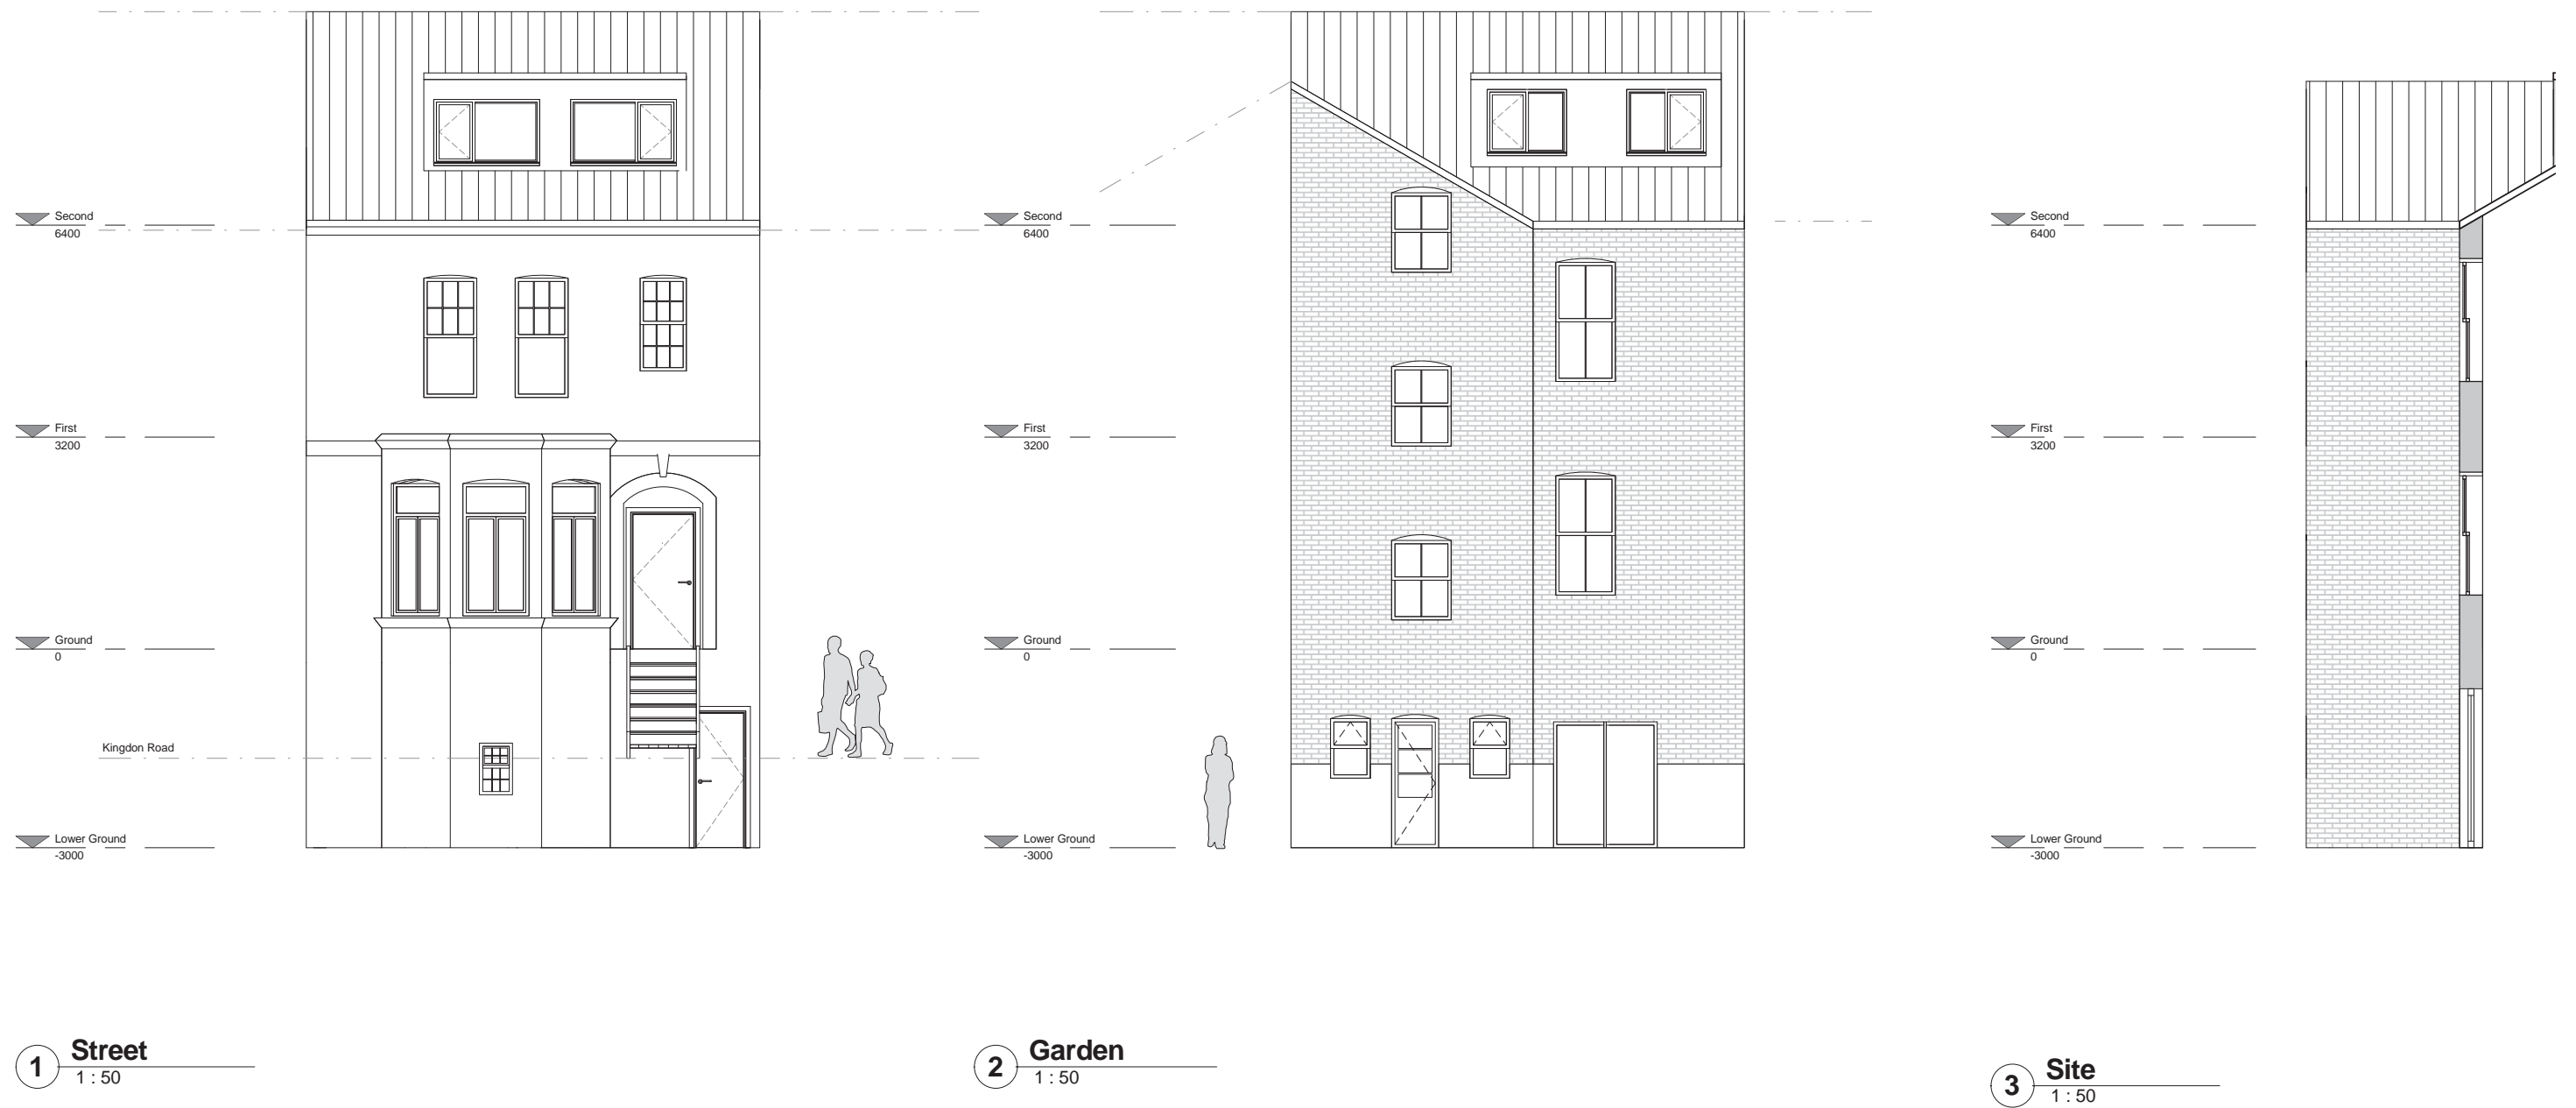 Second
6400
First
3200
Ground
0
Kingdon Road
Lower Ground
-3000
1
Street
1 : 50
Second
6400
First
3200
Ground
0
Lower Ground
-3000
2
Garden
1 : 50
Second
6400
First
3200
Ground
0
Lower Ground
-3000
3
Site
1 : 50